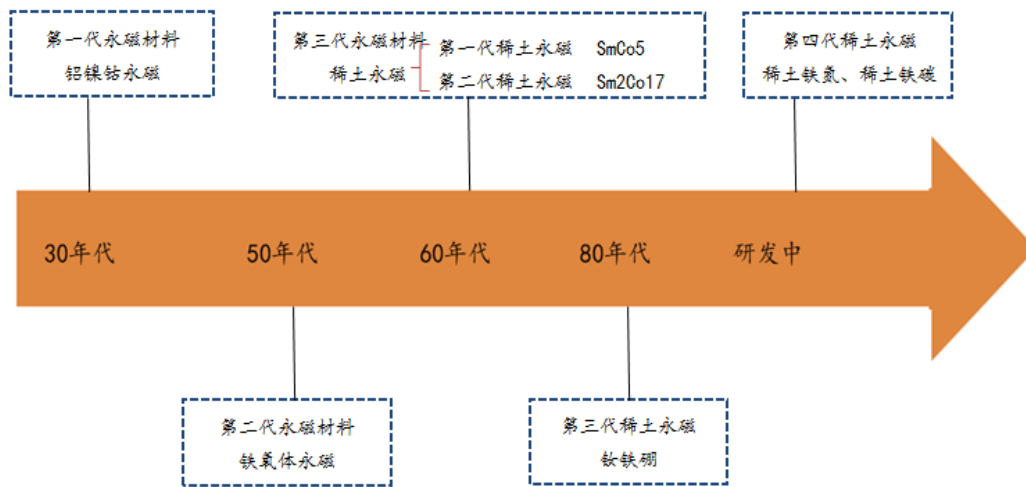 第一代永磁材料
铝镍钴永磁
第三代永磁材料
稀土永磁
第一代稀土永磁 SmCo5
第二代稀土永磁 Sm2Co17
第四代稀土永磁
稀土铁氮、稀土铁碳
30年代
50年代
60年代
80年代
研发中
第二代永磁材料
铁氧体永磁
第三代稀土永磁
钕铁硼